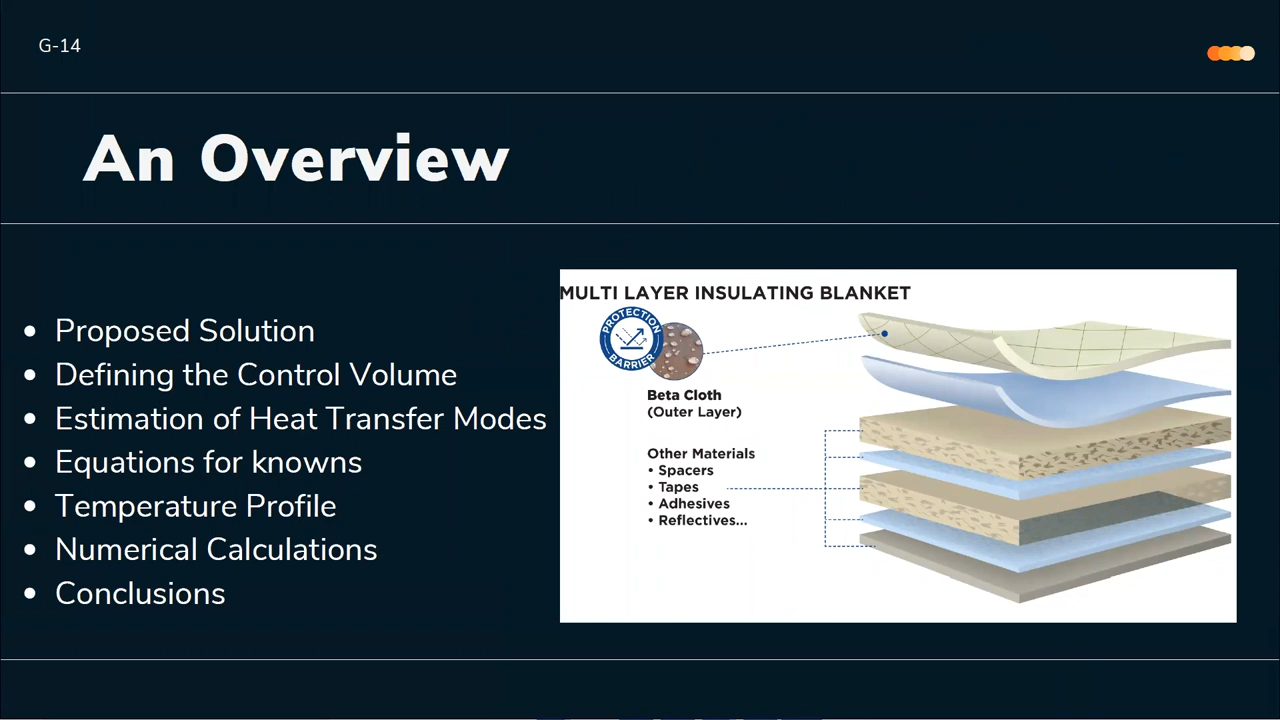 G-14
An Overview
• Proposed Solution
• Defining the Control Volume
• Estimation of Heat Transfer Modes
• Equations for knowns
• Temperature Profile
• Numerical Calculations
• Conclusions
MULTI LAYER INSULATING BLANKET
PROTECTION
BARRIER
Beta Cloth
(Outer Layer)
Other Materials
• Spacers
• Tapes
• Adhesives
• Reflectives...